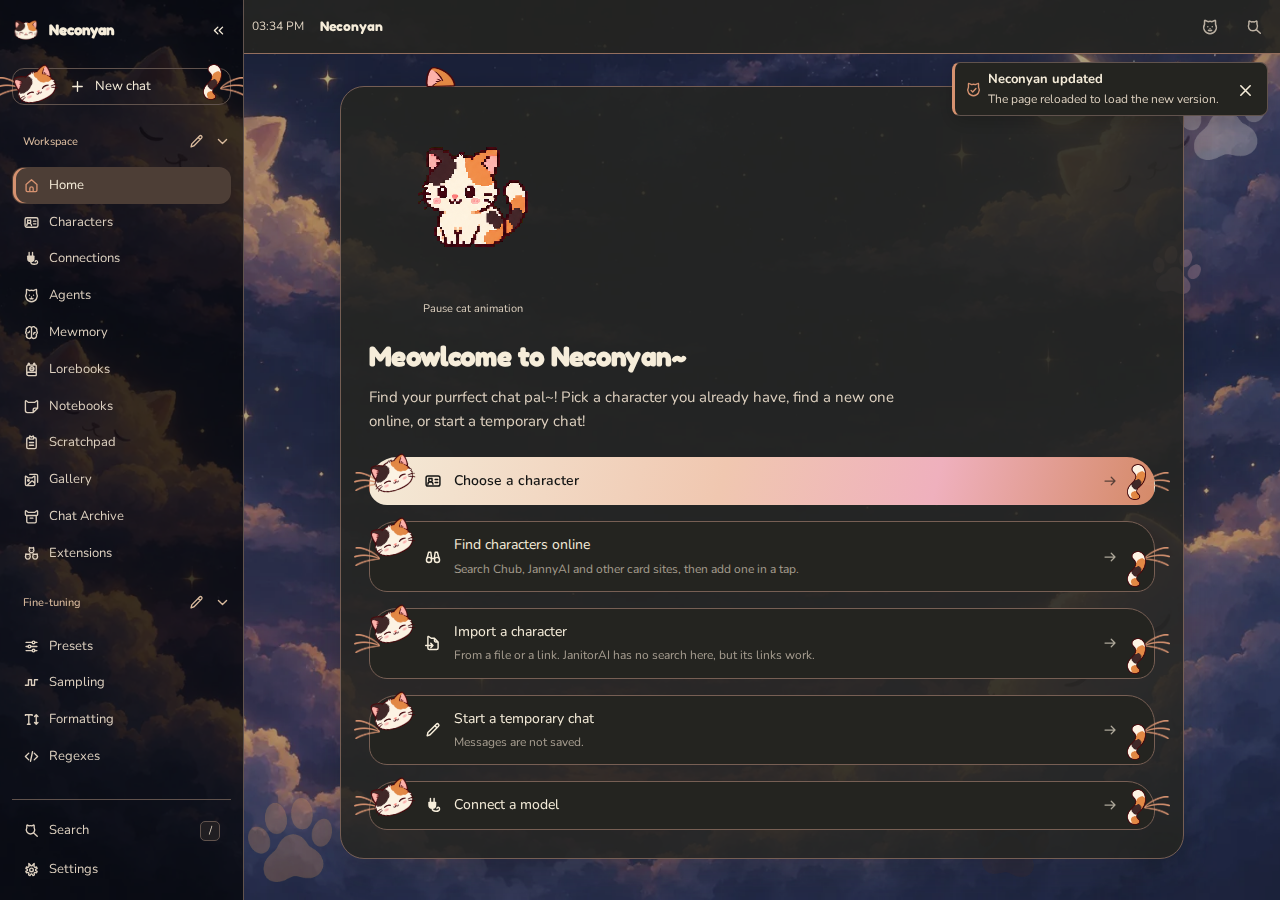 Neconyan
New chat
Workspace
Home
Characters
Connections
Agents
Mewmory
Lorebooks
Notebooks
Scratchpad
Gallery
Chat Archive
Extensions
Fine-tuning
Presets
Sampling
Formatting
Regexes
Search /
Settings
03:34 PM Neconyan
Neconyan updated
The page reloaded to load the new version.
Pause cat animation
Meowlcome to Neconyan~
Find your purrfect chat pal~! Pick a character you already have, find a new one
online, or start a temporary chat!
Choose a character
Find characters online
Search Chub, JannyAI and other card sites, then add one in a tap.
Import a character
From a file or a link. JanitorAI has no search here, but its links work.
Start a temporary chat
Messages are not saved.
Connect a model